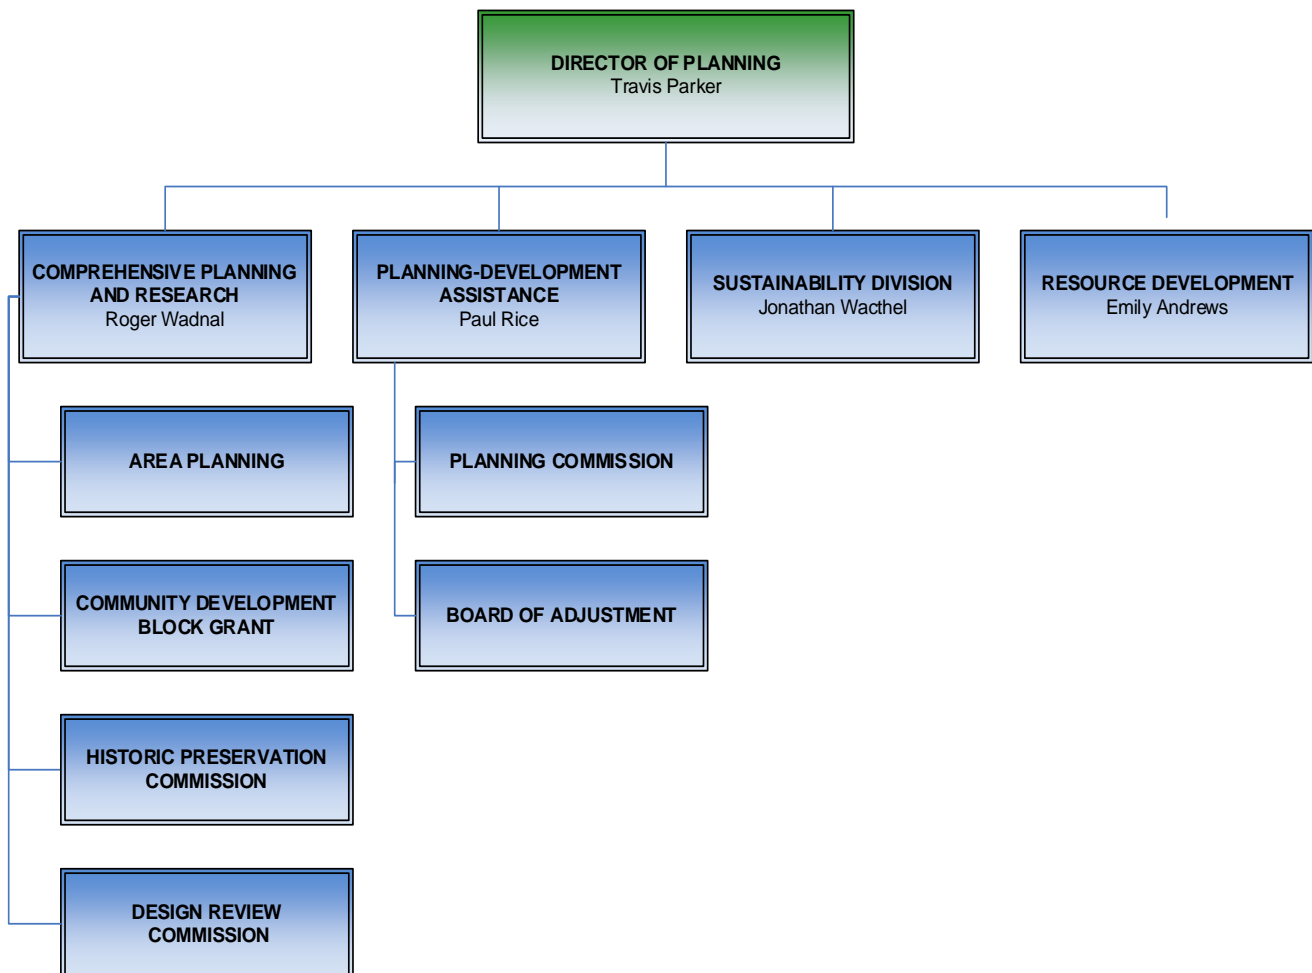 DIRECTOR OF PLANNING
Travis Parker
COMPREHENSIVE PLANNING
AND RESEARCH
Roger Wadnal
PLANNING-DEVELOPMENT
ASSISTANCE
Paul Rice
SUSTAINABILITY DIVISION
Jonathan Wacthel
RESOURCE DEVELOPMENT
Emily Andrews
AREA PLANNING
PLANNING COMMISSION
COMMUNITY DEVELOPMENT
BLOCK GRANT
BOARD OF ADJUSTMENT
HISTORIC PRESERVATION
COMMISSION
DESIGN REVIEW
COMMISSION